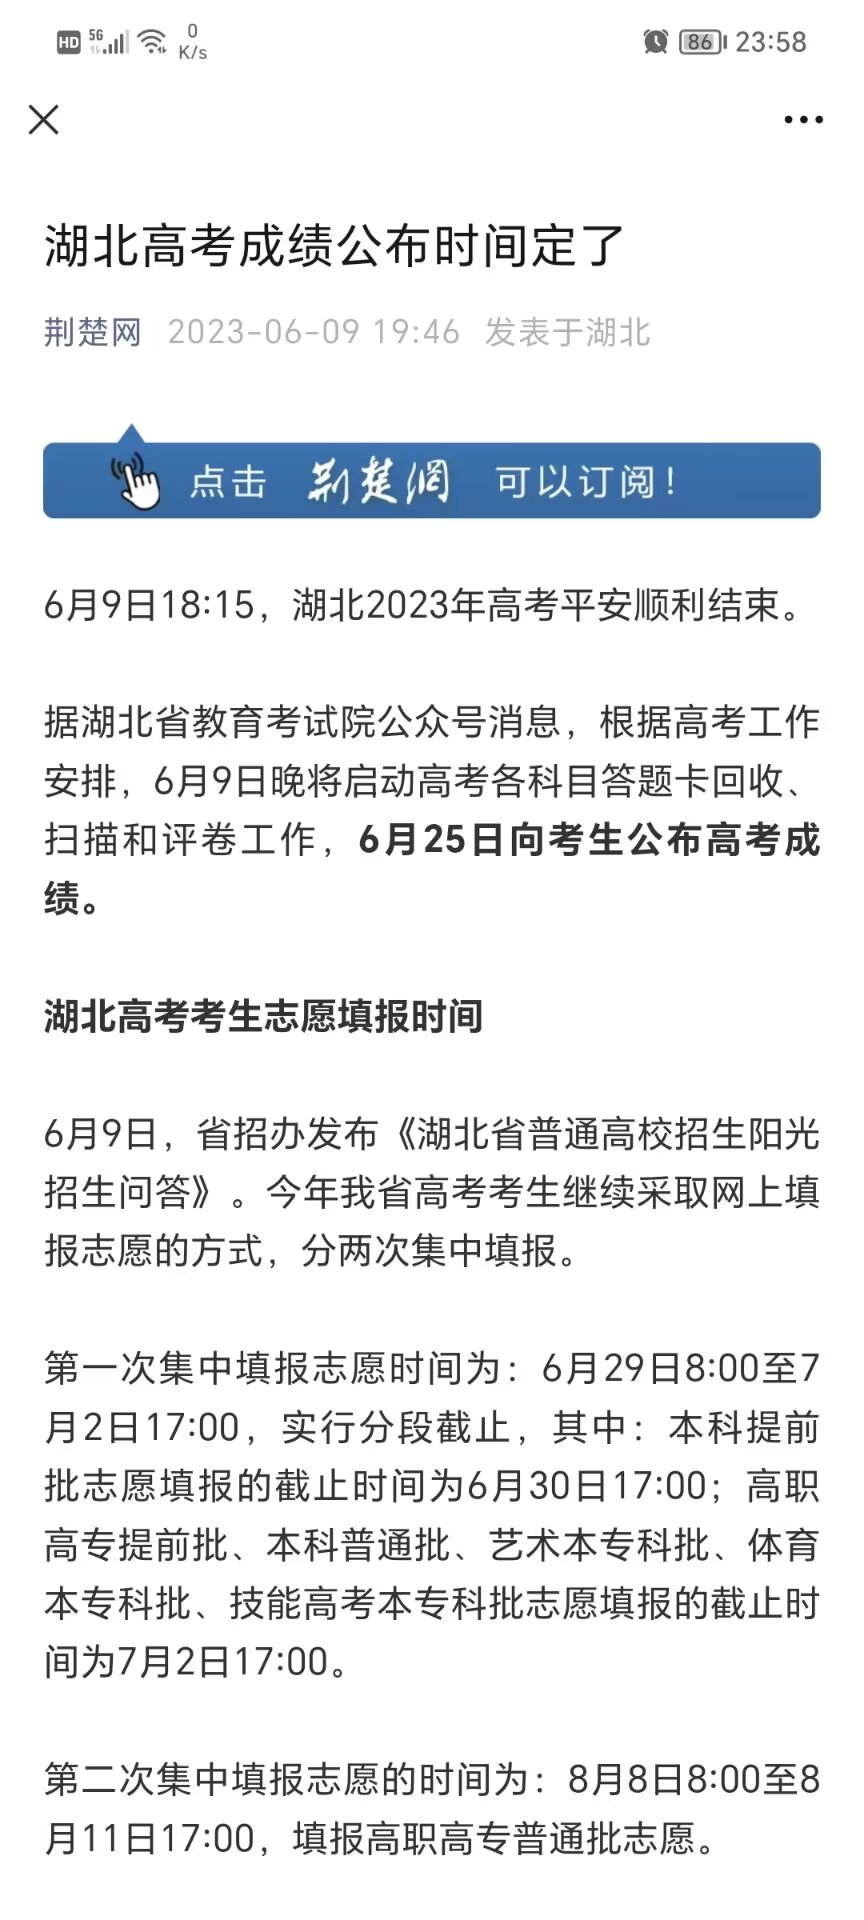 HD 5G 0 K/s 86 23:58
湖北高考成绩公布时间定了
荆楚网 2023-06-09 19:46 发表于湖北
点击 荆楚網 可以订阅！
6月9日18:15，湖北2023年高考平安顺利结束。
据湖北省教育考试院公众号消息，根据高考工作
安排，6月9日晚将启动高考各科目答题卡回收、
扫描和评卷工作，6月25日向考生公布高考成
绩。
湖北高考考生志愿填报时间
6月9日，省招办发布《湖北省普通高校招生阳光
招生问答》。今年我省高考考生继续采取网上填
报志愿的方式，分两次集中填报。
第一次集中填报志愿时间为：6月29日8:00至7
月2日17:00，实行分段截止，其中：本科提前
批志愿填报的截止时间为6月30日17:00；高职
高专提前批、本科普通批、艺术本专科批、体育
本专科批、技能高考本专科批志愿填报的截止时
间为7月2日17:00。
第二次集中填报志愿的时间为：8月8日8:00至8
月11日17:00，填报高职高专普通批志愿。